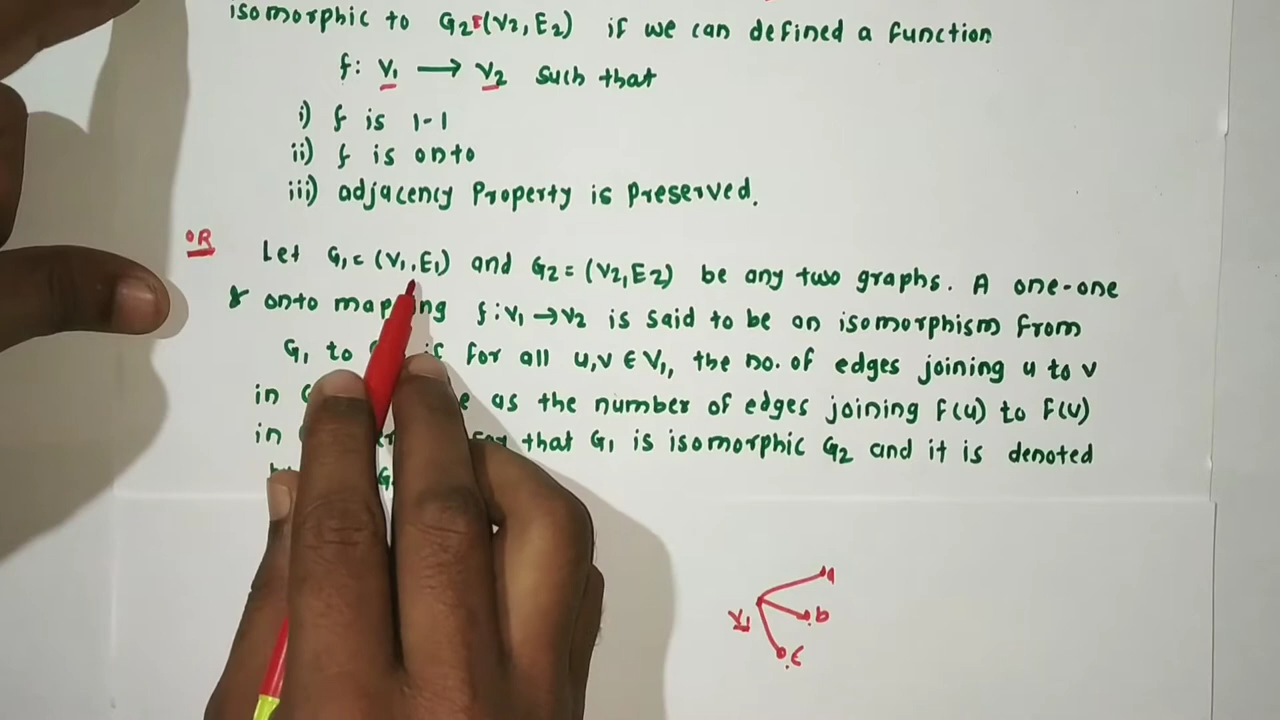 isomorphic to G2=(V2,E2) if we can defined a function
f: V1 → V2 such that
i) f is 1-1
ii) f is onto
iii) adjacency Property is Preserved.
OR
Let G1=(V1,E1) and G2=(V2,E2) be any two graphs. A one-one
& onto mapping f:V1→V2 is said to be an isomorphism from
G1 to if for all u,v ∈ V1, the no. of edges joining u to v
in as the number of edges joining f(u) to f(v)
in that G1 is isomorphic G2 and it is denoted
a
V1
b
c